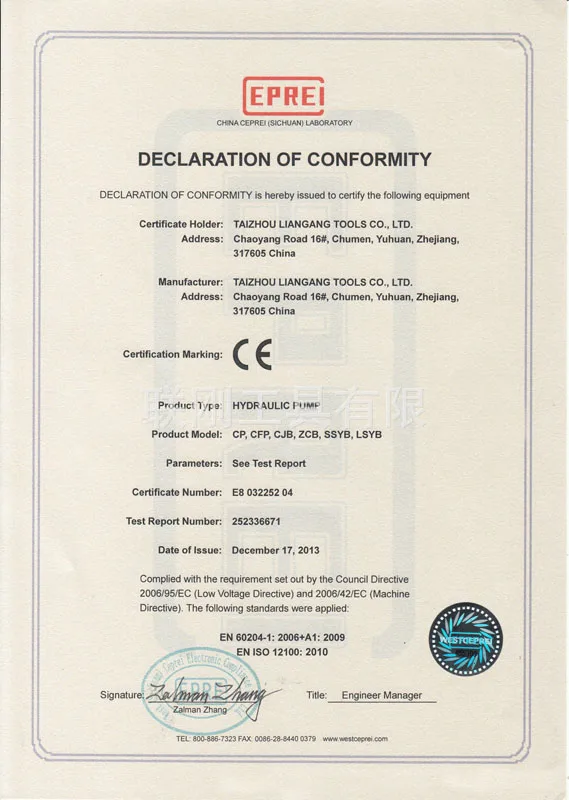 EPREI
CHINA CEPREI (SICHUAN) LABORATORY
DECLARATION OF CONFORMITY
DECLARATION OF CONFORMITY is hereby issued to certify the following equipment
Certificate Holder: TAIZHOU LIANGANG TOOLS CO., LTD.
Address: Chaoyang Road 16#, Chumen, Yuhuan, Zhejiang,
317605 China
Manufacturer: TAIZHOU LIANGANG TOOLS CO., LTD.
Address: Chaoyang Road 16#, Chumen, Yuhuan, Zhejiang,
317605 China
Certification Marking: CE
联刚工具有限
Product Type: HYDRAULIC PUMP
Product Model: CP, CFP, CJB, ZCB, SSYB, LSYB
Parameters: See Test Report
Certificate Number: E8 032252 04
Test Report Number: 252336671
Date of Issue: December 17, 2013
Complied with the requirement set out by the Council Directive
2006/95/EC (Low Voltage Directive) and 2006/42/EC (Machine
Directive). The following standards were applied:
EN 60204-1: 2006+A1: 2009
EN ISO 12100: 2010
WESTCEPREI
Signature: Zalman Zhang Title: Engineer Manager
Zalman Zhang
TEL: 800-886-7323 FAX: 0086-28-8440 0379 www.westceprei.com